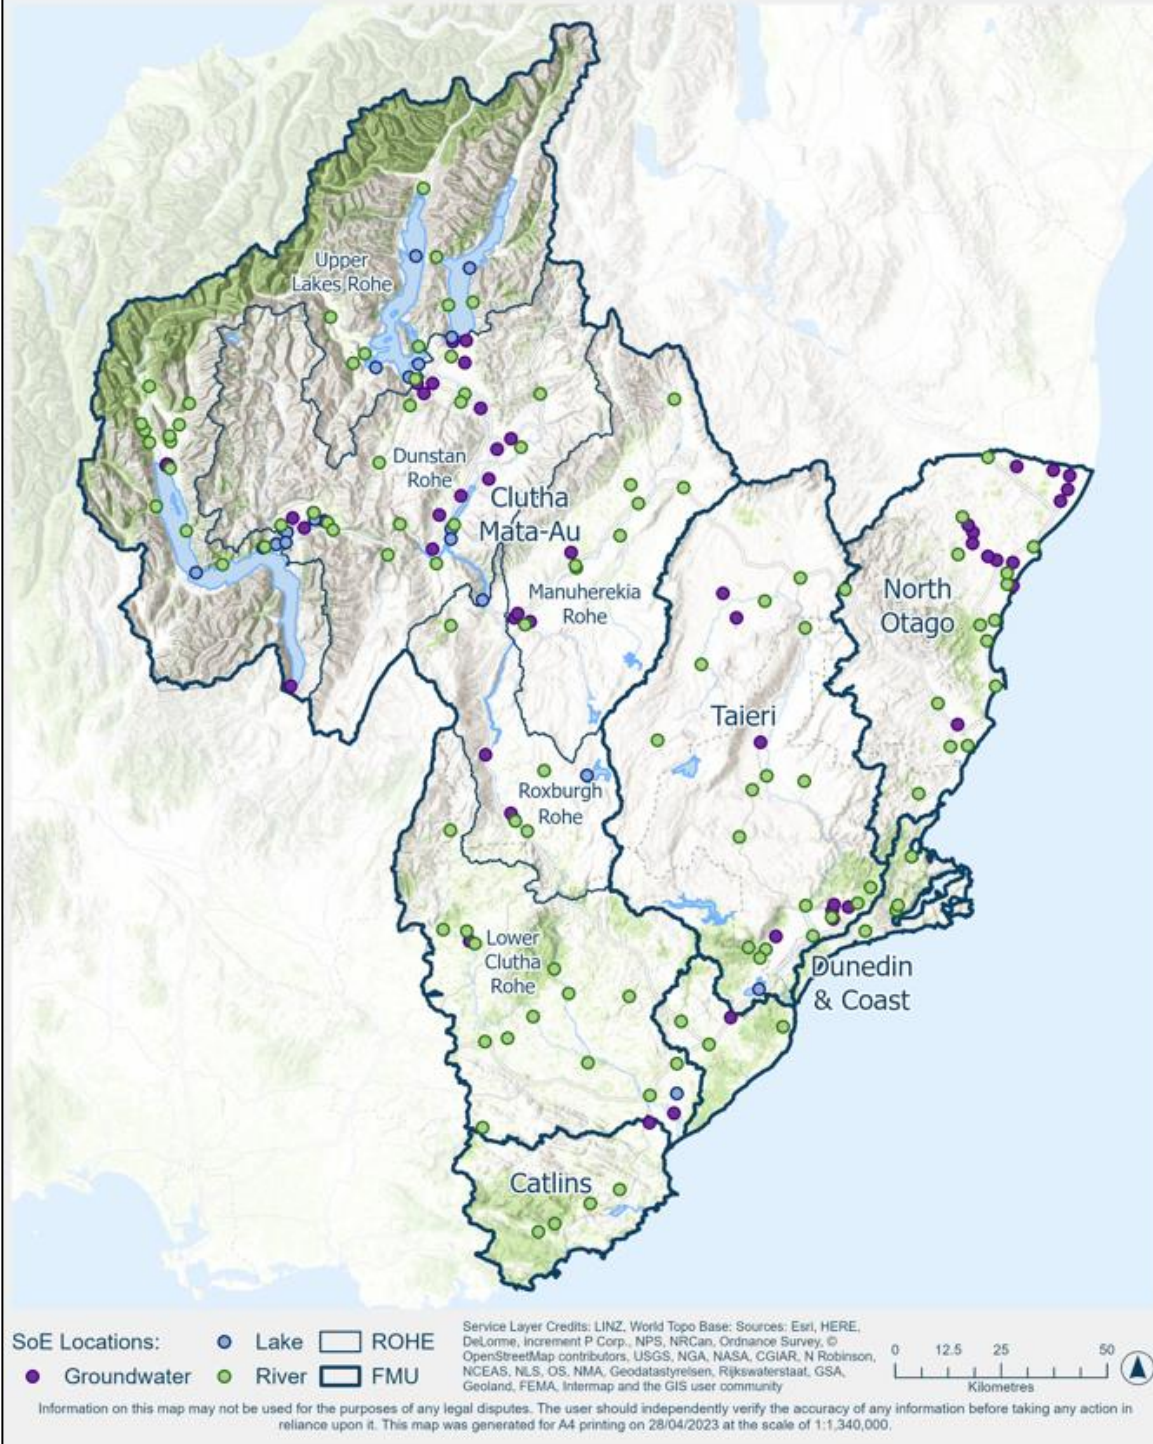 Upper
Lakes Rohe
Dunstan
Rohe
Clutha
Mata-Au
Manuherekia
Rohe
North
Otago
Taieri
Roxburgh
Rohe
Lower
Clutha
Rohe
Dunedin
& Coast
Catlins
SoE Locations:
Lake
ROHE
Groundwater
River
FMU
Service Layer Credits: LINZ, World Topo Base: Sources: Esri, HERE,
DeLorme, increment P Corp., NPS, NRCan, Ordnance Survey, ©
OpenStreetMap contributors, USGS, NGA, NASA, CGIAR, N Robinson,
NCEAS, NLS, OS, NMA, Geodatastyrelsen, Rijkswaterstaat, GSA,
Geoland, FEMA, Intermap and the GIS user community
0 12.5 25 50
Kilometres
Information on this map may not be used for the purposes of any legal disputes. The user should independently verify the accuracy of any information before taking any action in
reliance upon it. This map was generated for A4 printing on 28/04/2023 at the scale of 1:1,340,000.